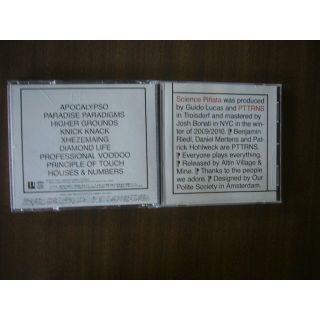 APOCALYPSO
PARADISE PARADIGMS
HIGHER GROUNDS
KNICK KNACK
XHEZEMAING
DIAMOND LIFE
PROFESSIONAL VOODOO
PRINCIPLE OF TOUCH
HOUSES & NUMBERS
Science Piñata was produced
by Guido Lucas and PTTRNS
in Troisdorf and mastered by
Josh Bonati in NYC in the win-
ter of 2009/2010. ¶ Benjamin
Riedl, Daniel Mertens and Pat-
rick Hohlweck are PTTRNS.
¶ Everyone plays everything.
¶ Released by Altin Village &
Mine. ¶ Thanks to the people
we adore. ¶ Designed by Our
Polite Society in Amsterdam.